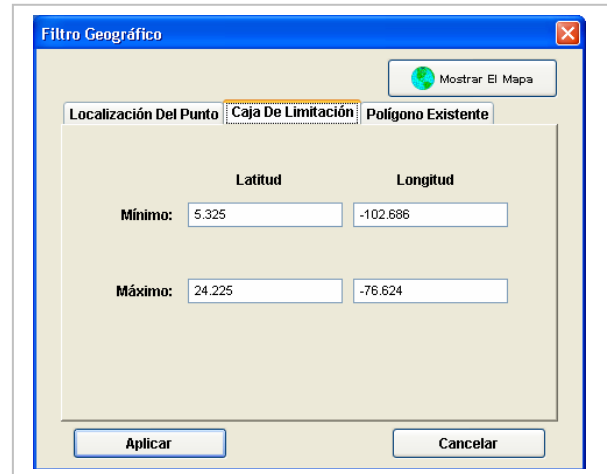 Filtro Geográfico
Mostrar El Mapa
Localización Del Punto Caja De Limitación Polígono Existente
Latitud Longitud
Mínimo: 5.325 -102.686
Máximo: 24.225 -76.624
Aplicar Cancelar